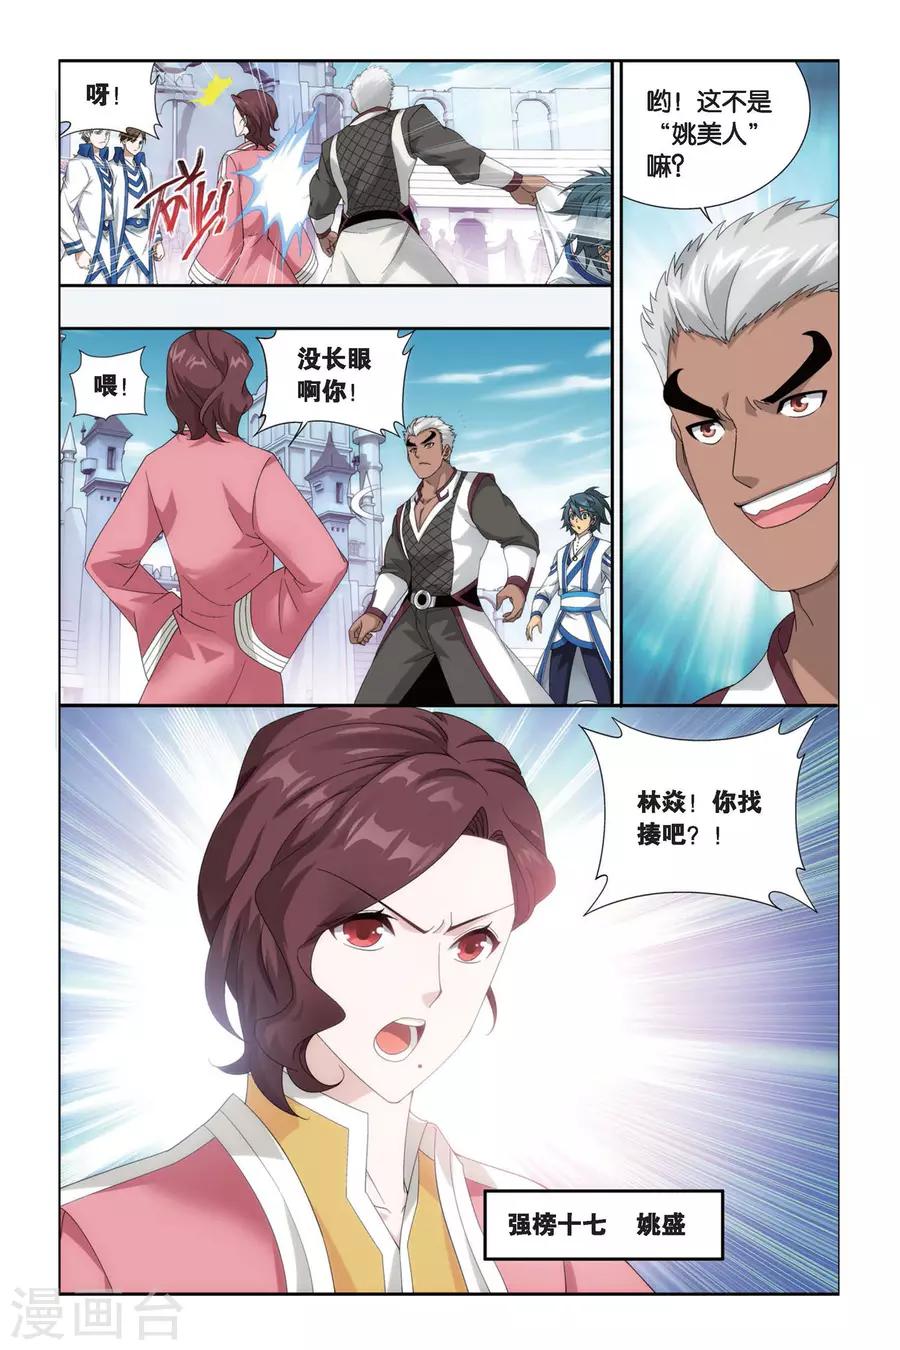 呀！
碰！
喂！
没长眼
啊你！
哟！这不是
“姚美人”
嘛？
林焱！你找
揍吧？！
强榜十七 姚盛
漫画台